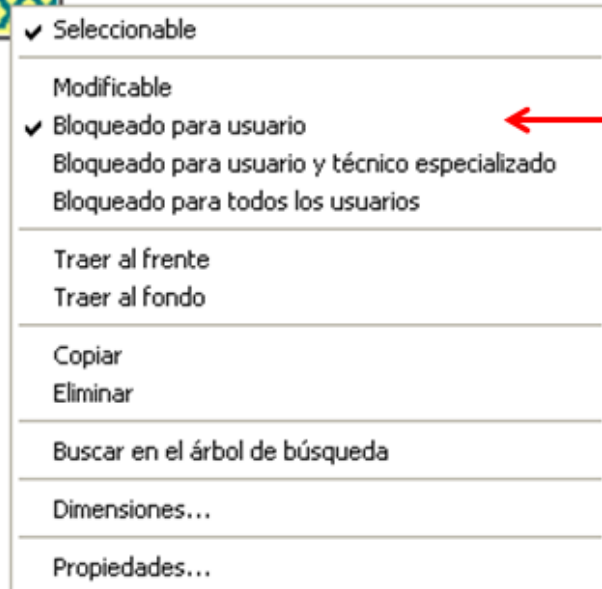 Seleccionable
Modificable
Bloqueado para usuario
Bloqueado para usuario y técnico especializado
Bloqueado para todos los usuarios
Traer al frente
Traer al fondo
Copiar
Eliminar
Buscar en el árbol de búsqueda
Dimensiones...
Propiedades...